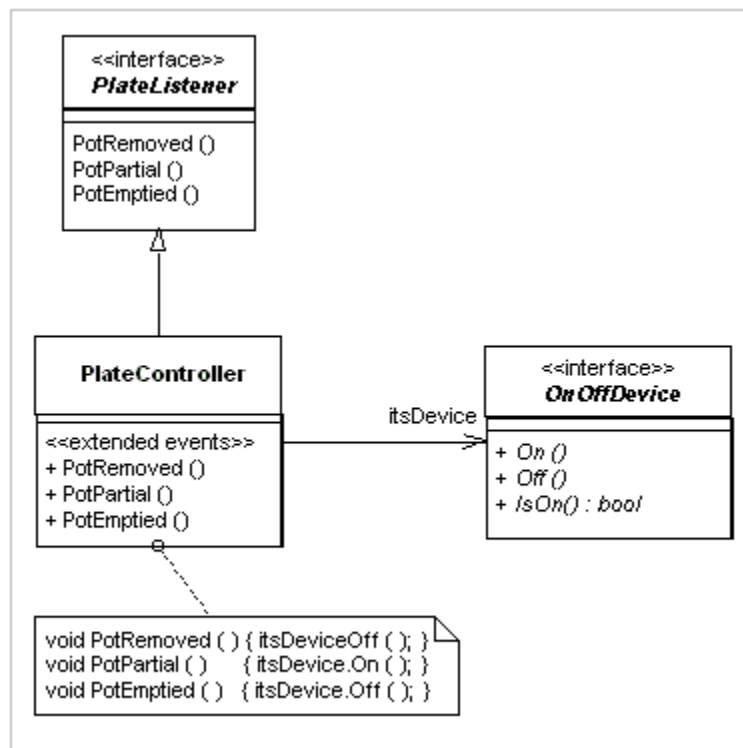 <<interface>>
PlateListener
PotRemoved ()
PotPartial ()
PotEmptied ()
PlateController
<<extended events>>
+ PotRemoved ()
+ PotPartial ()
+ PotEmptied ()
itsDevice
<<interface>>
OnOffDevice
+ On ()
+ Off ()
+ IsOn() : bool
void PotRemoved ( ) { itsDeviceOff ( ); }
void PotPartial ( ) { itsDevice.On ( ); }
void PotEmptied ( ) { itsDevice.Off ( ); }